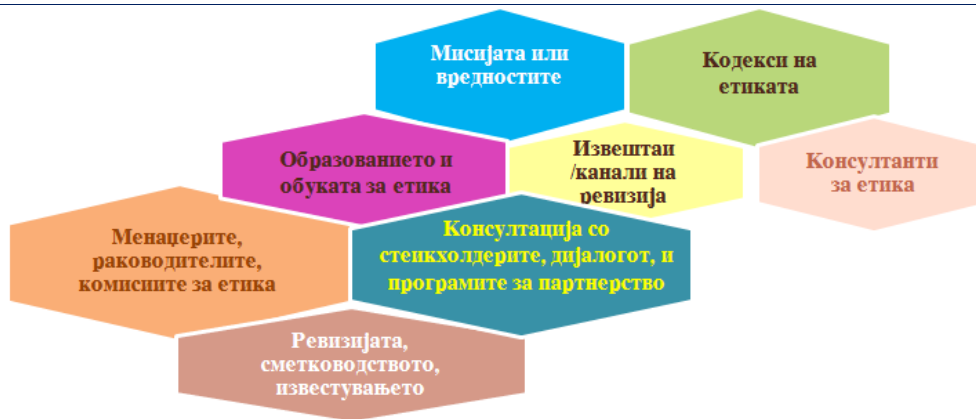 Мисијата или
вредностите
Кодекси на
етиката
Образованието и
обуката за етика
Извештаи
/канали на
ревизија
Консултанти
за етика
Менаџерите,
раководителите,
комисиите за етика
Консултација со
стеикхолдерите, дијалогот, и
програмите за партнерство
Ревизијата,
сметководството,
известувањето